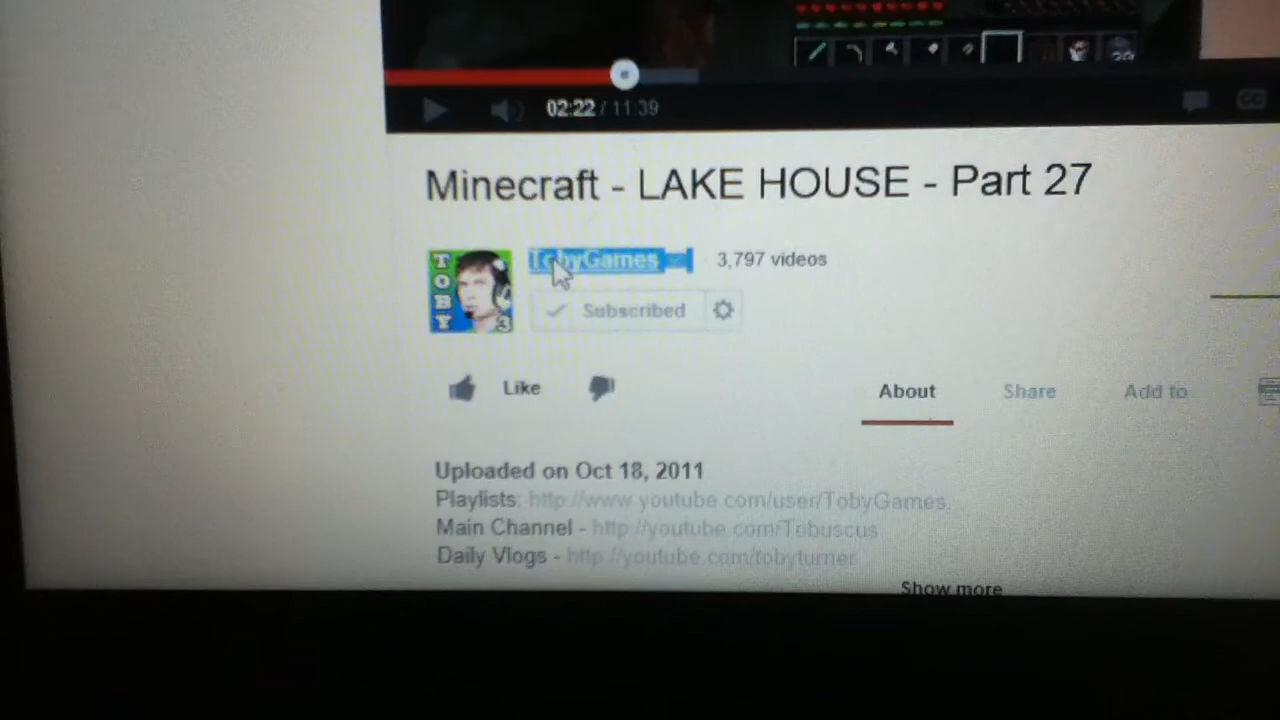 02:22 / 11:39
Minecraft - LAKE HOUSE - Part 27
TOBY
3
TobyGames
3,797 videos
Subscribed
Like
About
Share
Add to
Uploaded on Oct 18, 2011
Playlists: http://www.youtube.com/user/TobyGames.
Main Channel - http://youtube.com/Tobuscus
Daily Vlogs - http://youtube.com/tobyturner
Show more